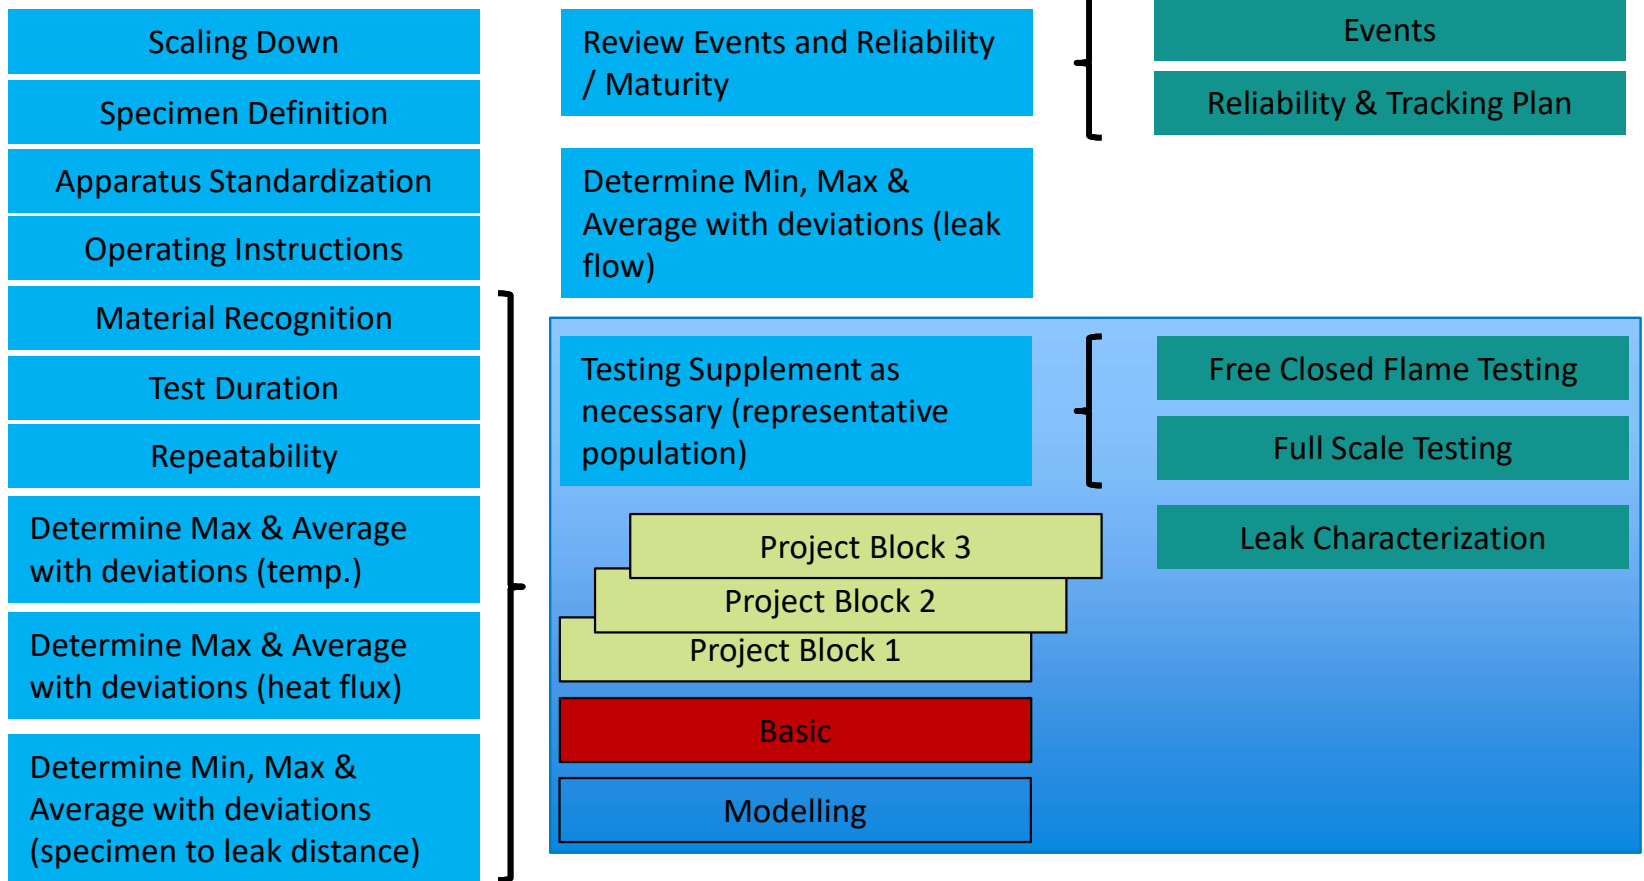 Scaling Down
Specimen Definition
Apparatus Standardization
Operating Instructions
Material Recognition
Test Duration
Repeatability
Determine Max & Average
with deviations (temp.)
Determine Max & Average
with deviations (heat flux)
Determine Min, Max &
Average with deviations
(specimen to leak distance)
Review Events and Reliability
/ Maturity
Determine Min, Max &
Average with deviations (leak
flow)
Testing Supplement as
necessary (representative
population)
Project Block 3
Project Block 2
Project Block 1
Basic
Modelling
Events
Reliability & Tracking Plan
Free Closed Flame Testing
Full Scale Testing
Leak Characterization